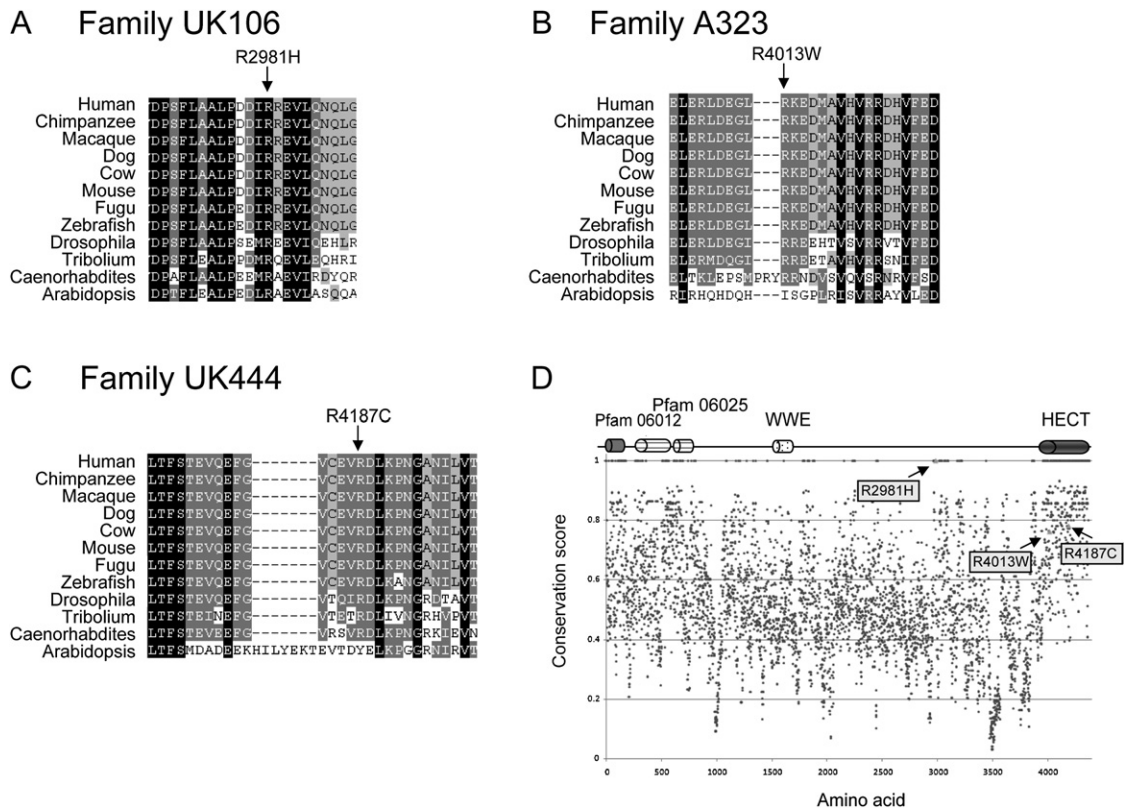 A Family UK106
R2981H
Human DPSFLAALPDDIRREVLQNQLG
Chimpanzee DPSFLAALPDDIRREVLQNQLG
Macaque DPSFLAALPDDIRREVLQNQLG
Dog DPSFLAALPDDIRREVLQNQLG
Cow DPSFLAALPDDIRREVLQNQLG
Mouse DPSFLAALPDDIRREVLQNQLG
Fugu DPSFLAALPEDIRREVLQNQLG
Zebrafish DPSFLAALPEDIRREVLQNQLG
Drosophila DPSFLAALPSEMREEVIQEHLR
Tribolium DPSFLEALPPDMRQEVLEQHRI
Caenorhabdites DPAFLAALPEEMRAEVIRDYQR
Arabidopsis DPTFLEALPEDLRAEVLASQQA
B Family A323
R4013W
Human ELERLDEGL---RKEDMAVHVRRDHVFED
Chimpanzee ELERLDEGL---RKEDMAVHVRRDHVFED
Macaque ELERLDEGL---RKEDMAVHVRRDHVFED
Dog ELERLDEGL---RKEDMAVHVRRDHVFED
Cow ELERLDEGL---RKEDMAVHVRRDHVFED
Mouse ELERLDEGL---RKEDMAVHVRRDHVFED
Fugu ELERLDEGL---RKEDMAVHVRRDHVFED
Zebrafish ELERLDEGL---RKEDMAVHVRRDHVFED
Drosophila ELERLDEGI---RREEHTVSVRRVTVFED
Tribolium ELERMDQGI---RREETAVHVRRSNIFED
Caenorhabdites ELTKLEPSMPRYRRNDVSVQVSRNRVFSD
Arabidopsis RIRHQHDQH---ISGPLRISVRRAYVLED
C Family UK444
R4187C
Human LTFSTEVQEFG-------VCEVRDLKPNGANILVT
Chimpanzee LTFSTEVQEFG-------VCEVRDLKPNGANILVT
Macaque LTFSTEVQEFG-------VCEVRDLKPNGANILVT
Dog LTFSTEVQEFG-------VCEVRDLKPNGANILVT
Cow LTFSTEVQEFG-------VCEVRDLKPNGANILVT
Mouse LTFSTEVQEFG-------VCEVRDLKPNGANILVT
Fugu LTFSTEVQEFG-------VCEVRDLKPNGANILVT
Zebrafish LTFSTEVQEFG-------VCEVRDLKANGANILVT
Drosophila LTFSTEVQEFG-------VTQIRDLKPNGRDTAVT
Tribolium LTFSTEINEFG-------VTETRDLIVNGRHVPVT
Caenorhabdites LTFSTEVEEFG-------VRSVRDLKPNGRKIEVN
Arabidopsis LTFSMDADEEKHILYEKTEVTDYELKPGGRNIRVT
D
Pfam 06012
Pfam 06025
WWE
HECT
R2981H
R4013W
R4187C
Conservation score
1
0.8
0.6
0.4
0.2
0
0 500 1000 1500 2000 2500 3000 3500 4000
Amino acid